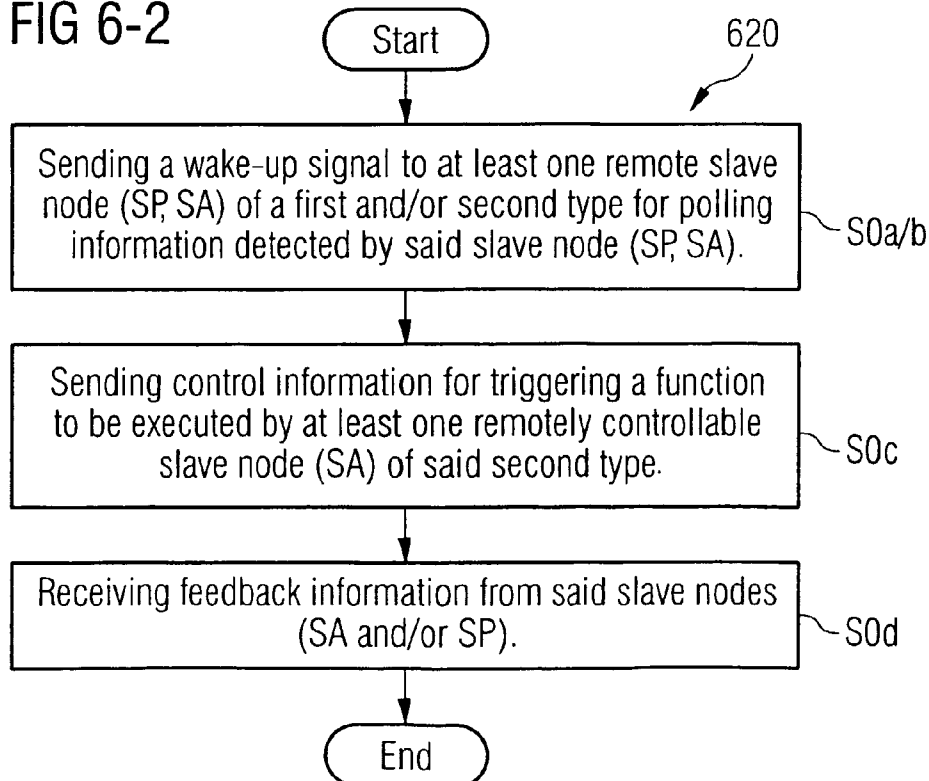 FIG 6-2
Start
620
Sending a wake-up signal to at least one remote slave
node (SP, SA) of a first and/or second type for polling
information detected by said slave node (SP, SA).
S0a/b
Sending control information for triggering a function
to be executed by at least one remotely controllable
slave node (SA) of said second type.
S0c
Receiving feedback information from said slave nodes
(SA and/or SP).
S0d
End